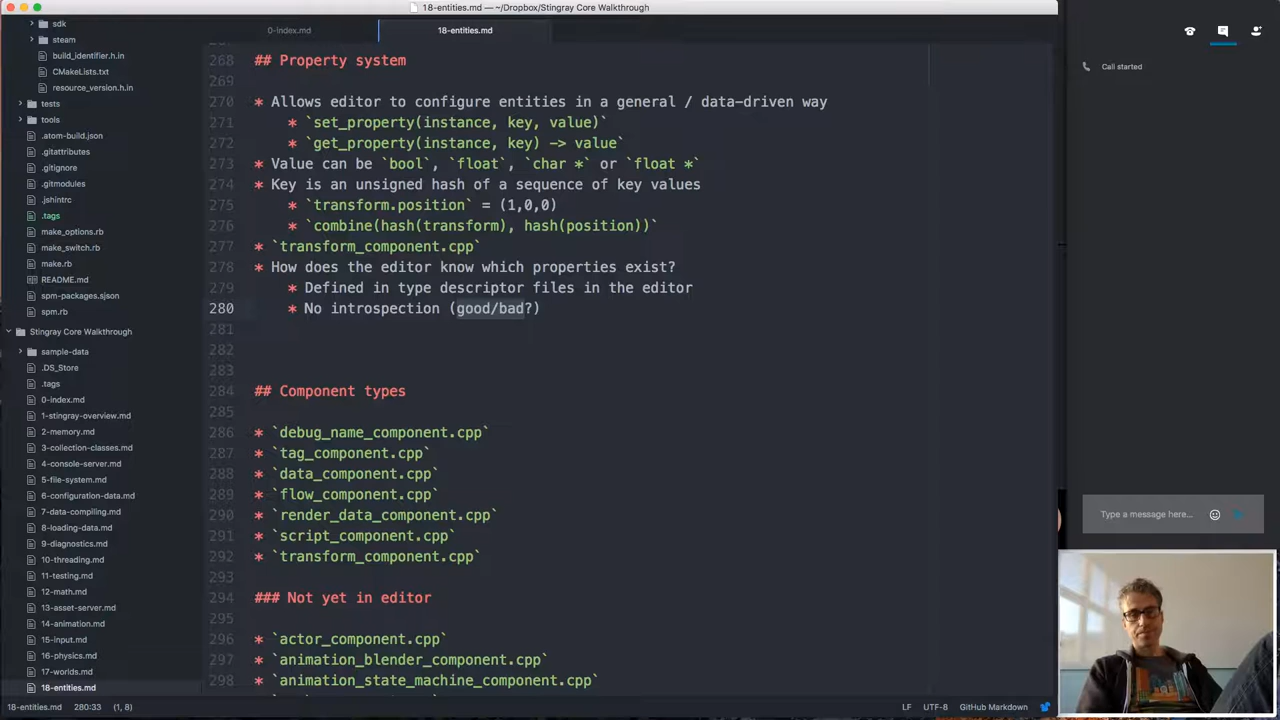 18-entities.md — ~/Dropbox/Stingray Core Walkthrough
sdk
steam
build_identifier.h.in
CMakeLists.txt
resource_version.h.in
tests
tools
.atom-build.json
.gitattributes
.gitignore
.gitmodules
.jshintrc
.tags
make_options.rb
make_switch.rb
make.rb
README.md
spm-packages.sjson
spm.rb
Stingray Core Walkthrough
sample-data
.DS_Store
.tags
0-index.md
1-stingray-overview.md
2-memory.md
3-collection-classes.md
4-console-server.md
5-file-system.md
6-configuration-data.md
7-data-compiling.md
8-loading-data.md
9-diagnostics.md
10-threading.md
11-testing.md
12-math.md
13-asset-server.md
14-animation.md
15-input.md
16-physics.md
17-worlds.md
18-entities.md
0-index.md
18-entities.md
268 ## Property system
269
270 * Allows editor to configure entities in a general / data-driven way
271 * `set_property(instance, key, value)`
272 * `get_property(instance, key) -> value`
273 * Value can be `bool`, `float`, `char *` or `float *`
274 * Key is an unsigned hash of a sequence of key values
275 * `transform.position` = (1,0,0)
276 * `combine(hash(transform), hash(position))`
277 * `transform_component.cpp`
278 * How does the editor know which properties exist?
279 * Defined in type descriptor files in the editor
280 * No introspection (good/bad?)
281
282
283
284 ## Component types
285
286 * `debug_name_component.cpp`
287 * `tag_component.cpp`
288 * `data_component.cpp`
289 * `flow_component.cpp`
290 * `render_data_component.cpp`
291 * `script_component.cpp`
292 * `transform_component.cpp`
293
294 ### Not yet in editor
295
296 * `actor_component.cpp`
297 * `animation_blender_component.cpp`
298 * `animation_state_machine_component.cpp`
18-entities.md 280:33 (1, 8)
LF UTF-8 GitHub Markdown
Call started
Type a message here...